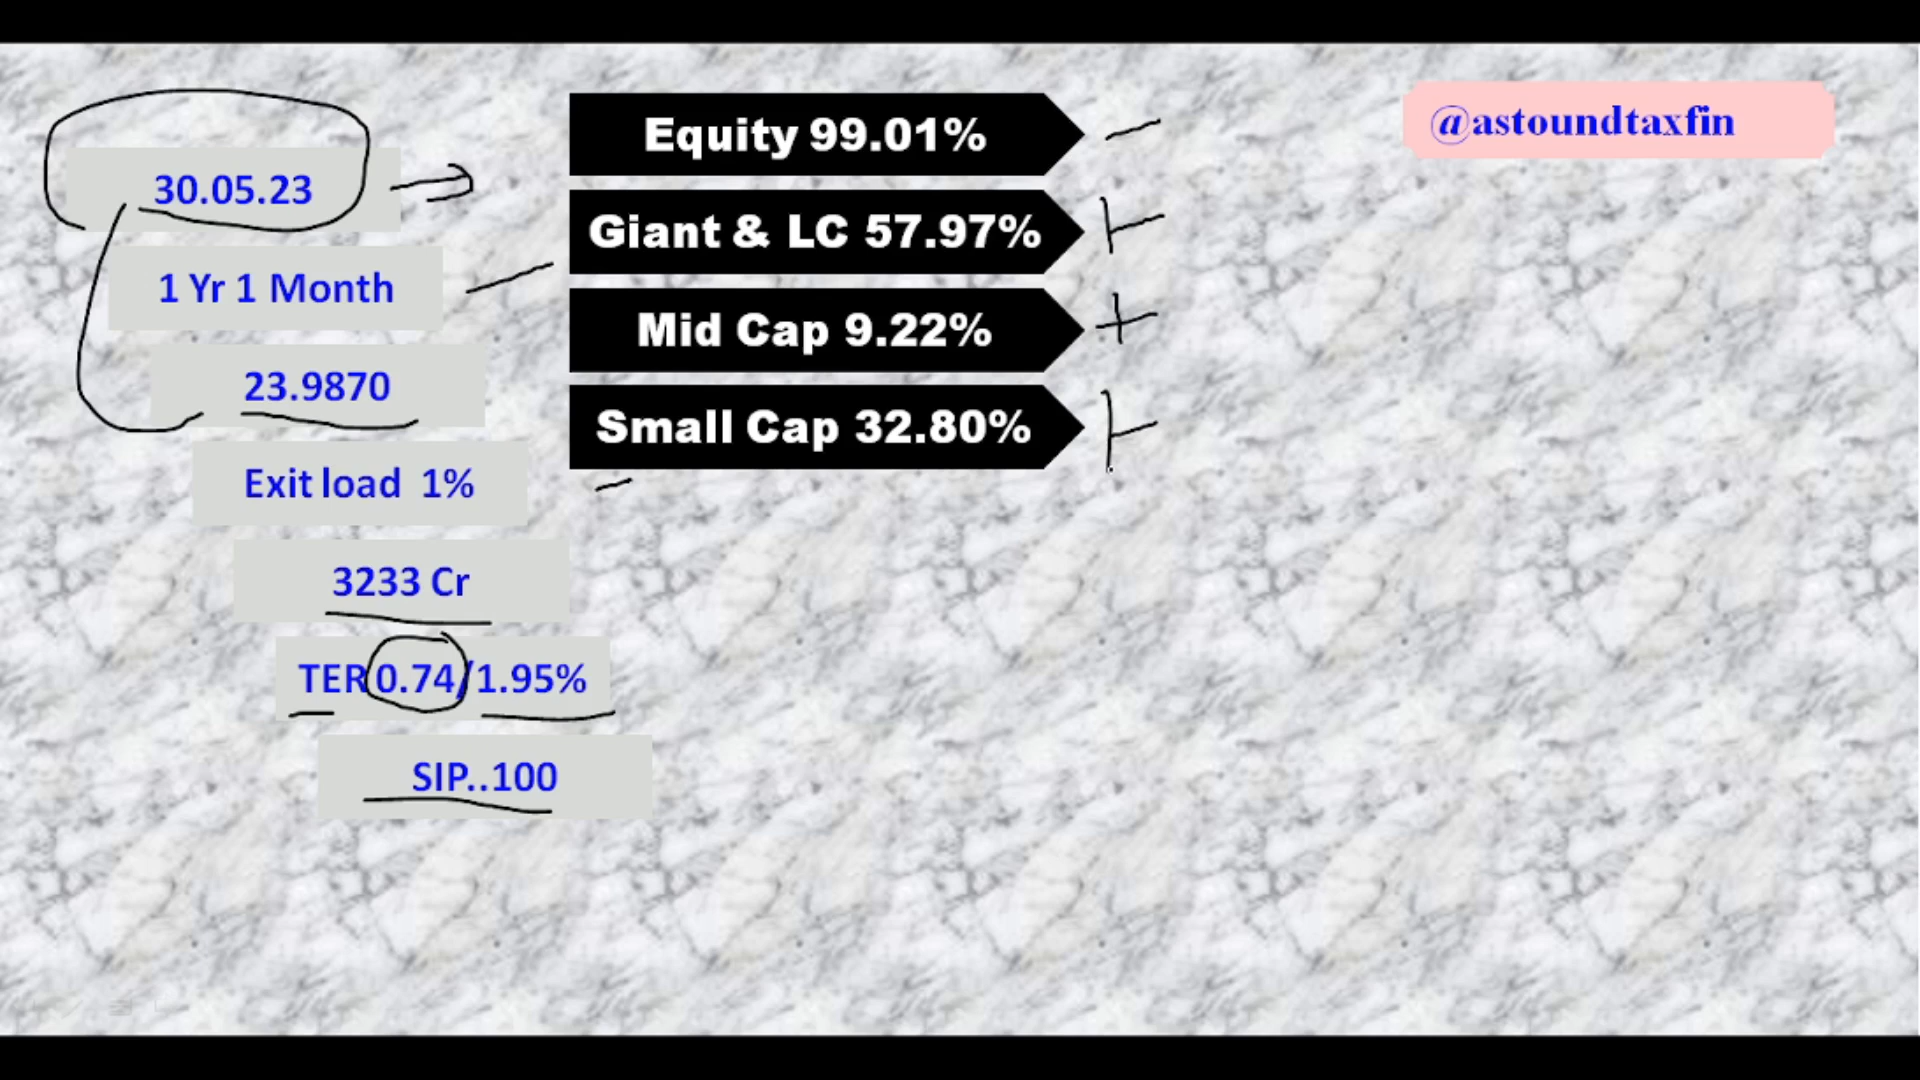 @astoundtaxfin
30.05.23
1 Yr 1 Month
23.9870
Exit load 1%
3233 Cr
TER 0.74/1.95%
SIP..100
Equity 99.01%
Giant & LC 57.97%
Mid Cap 9.22%
Small Cap 32.80%